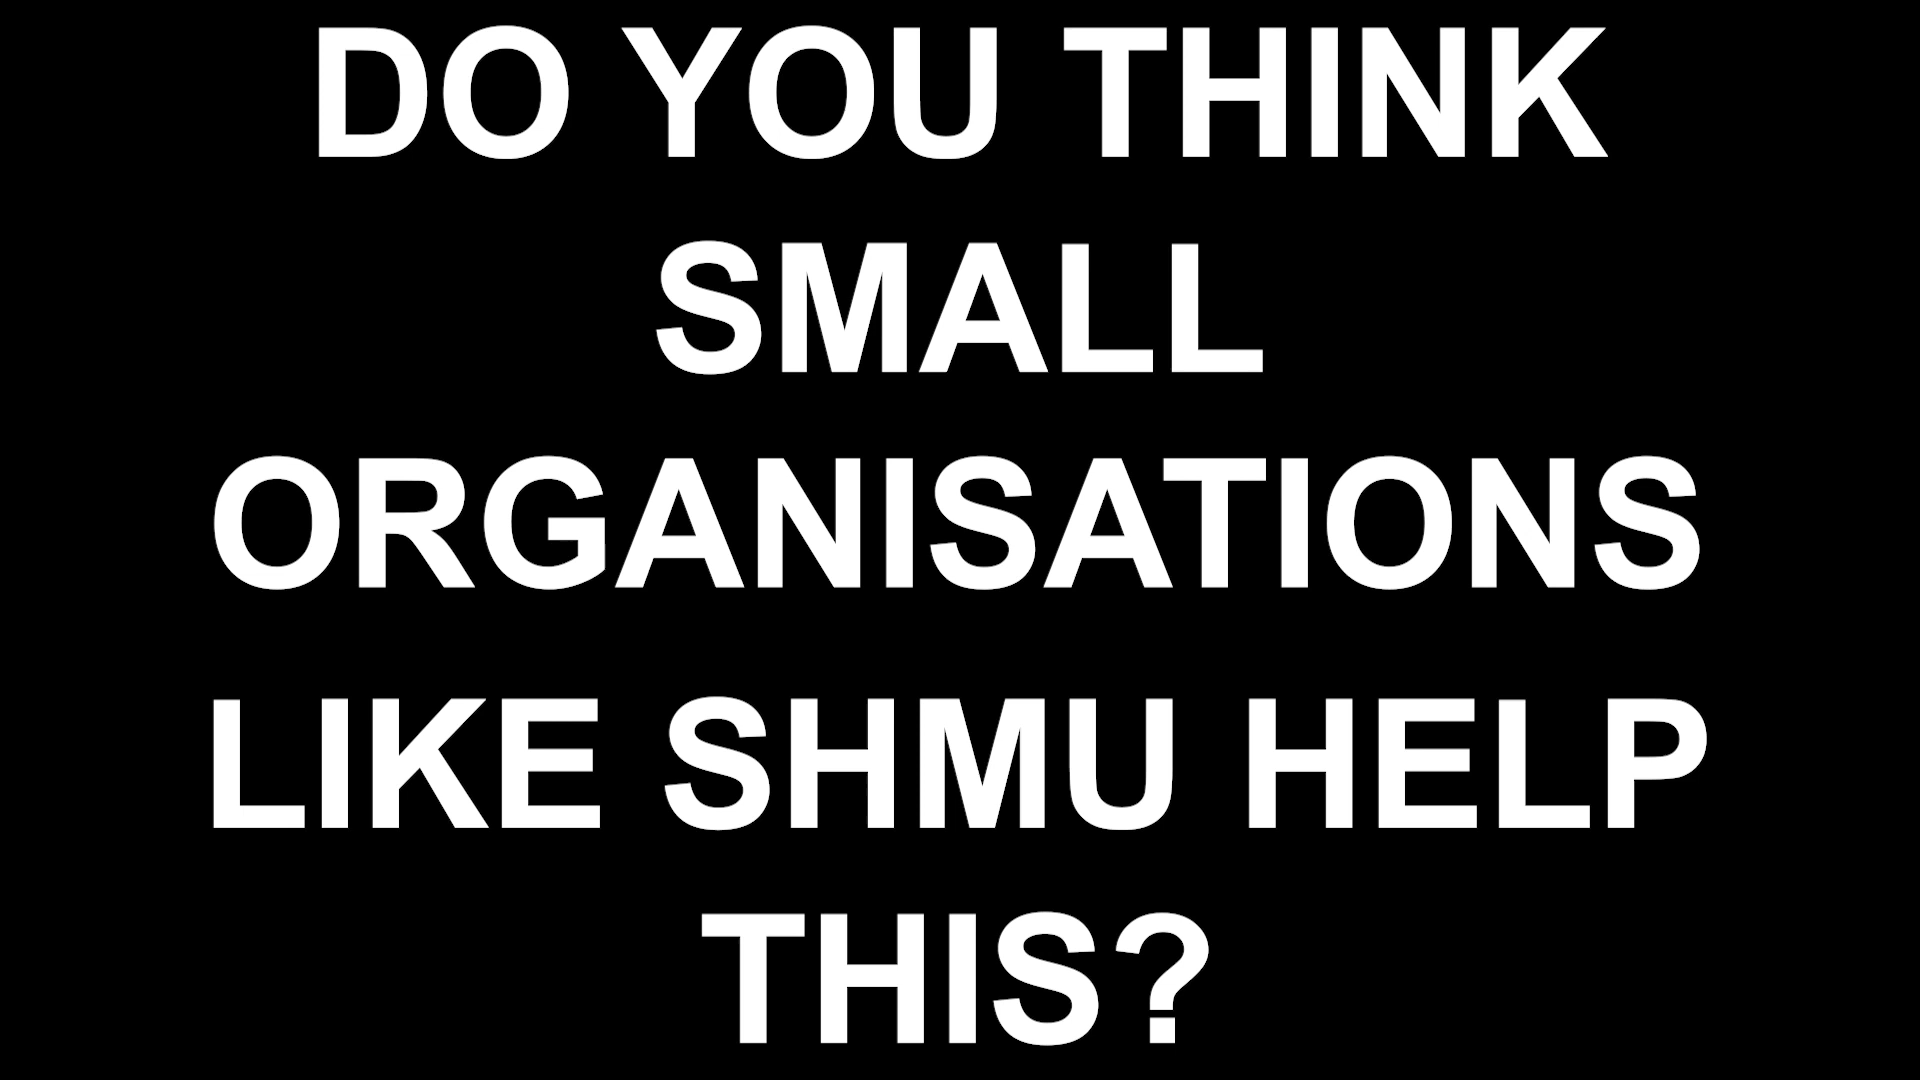 DO YOU THINK
SMALL
ORGANISATIONS
LIKE SHMU HELP
THIS?